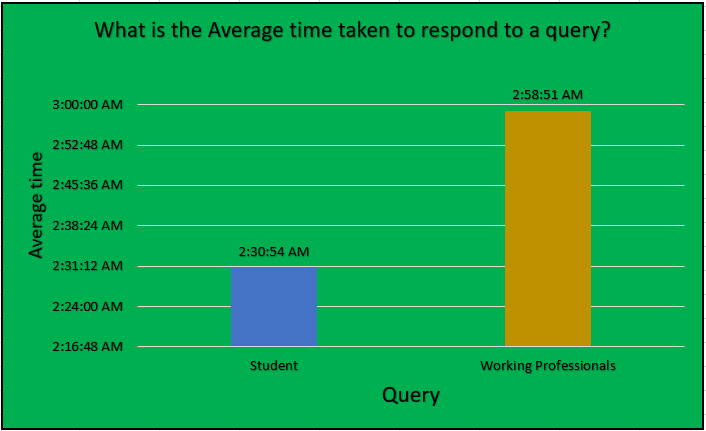 What is the Average time taken to respond to a query?
2:58:51 AM
3:00:00 AM
2:52:48 AM
2:45:36 AM
2:38:24 AM
2:30:54 AM
2:31:12 AM
2:24:00 AM
2:16:48 AM
Average time
Student
Working Professionals
Query